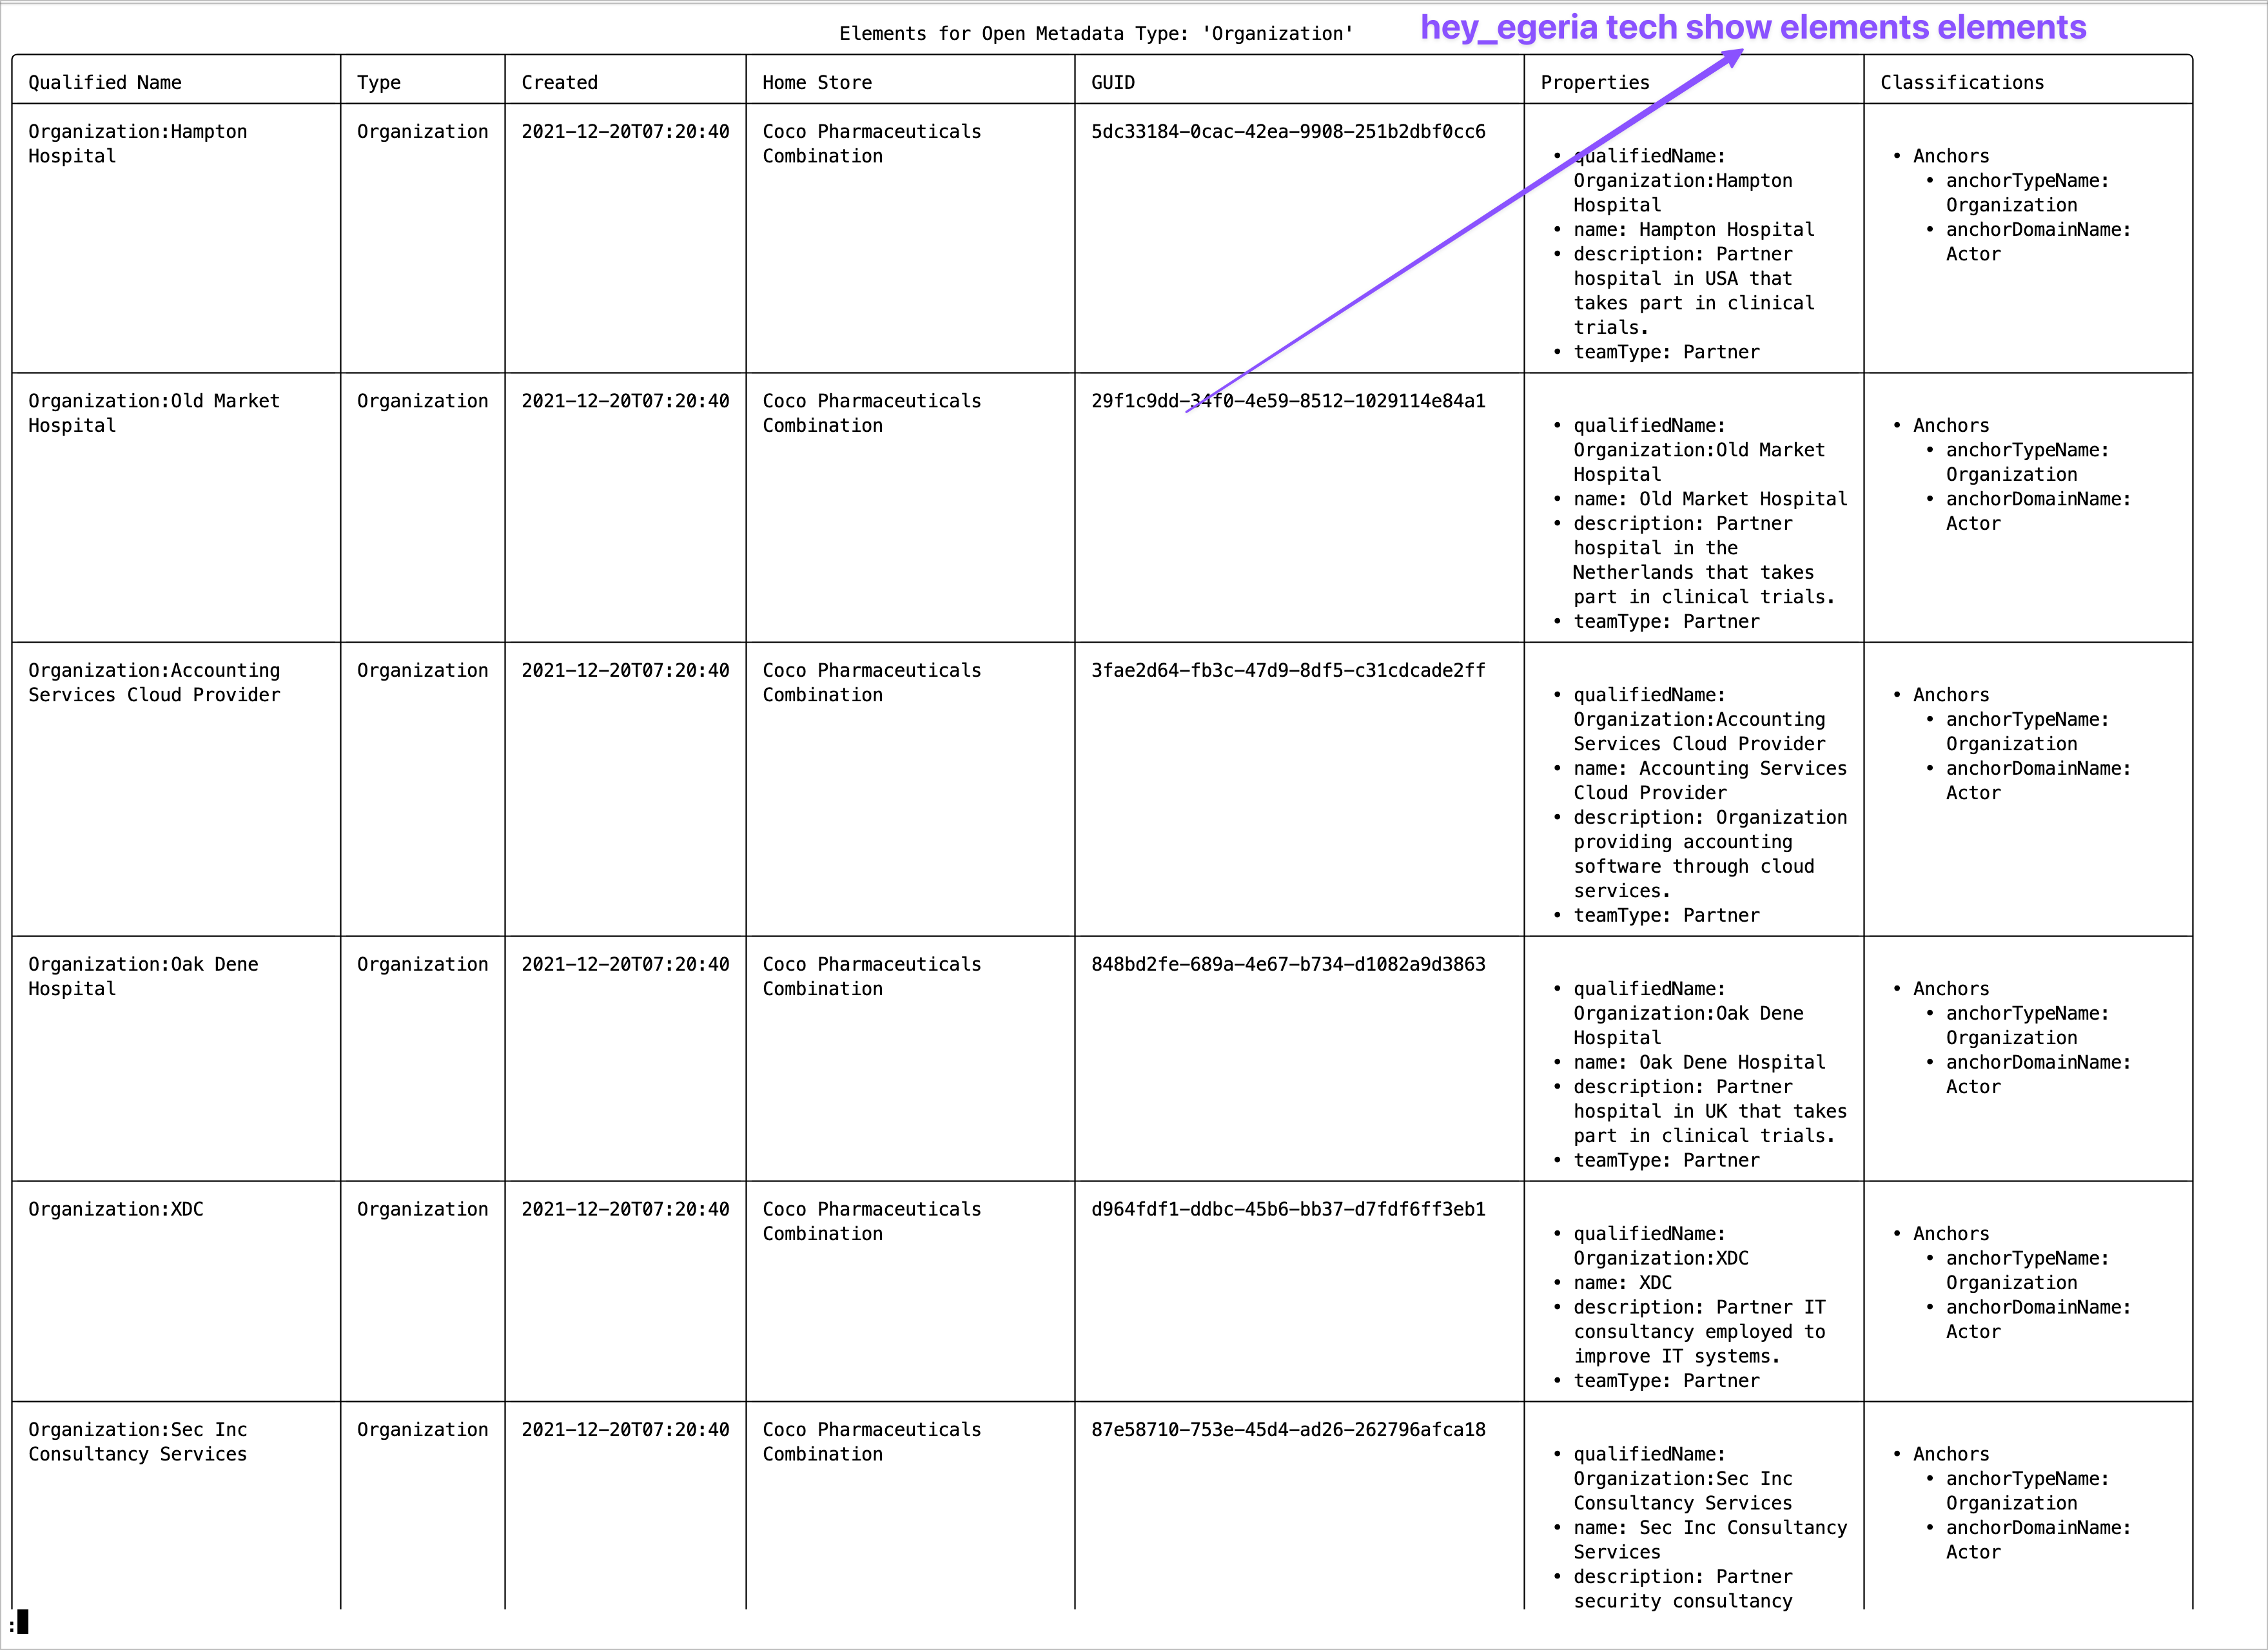 Elements for Open Metadata Type: 'Organization'
hey_egeria tech show elements elements
Qualified Name Type Created Home Store GUID Properties Classifications
Organization:Hampton Organization 2021-12-20T07:20:40 Coco Pharmaceuticals 5dc33184-0cac-42ea-9908-251b2dbf0cc6
Hospital Combination • qualifiedName: • Anchors
Organization:Hampton • anchorTypeName:
Hospital Organization
• name: Hampton Hospital • anchorDomainName:
• description: Partner Actor
hospital in USA that
takes part in clinical
trials.
• teamType: Partner
Organization:Old Market Organization 2021-12-20T07:20:40 Coco Pharmaceuticals 29f1c9dd-34f0-4e59-8512-1029114e84a1
Hospital Combination • qualifiedName: • Anchors
Organization:Old Market • anchorTypeName:
Hospital Organization
• name: Old Market Hospital • anchorDomainName:
• description: Partner Actor
hospital in the
Netherlands that takes
part in clinical trials.
• teamType: Partner
Organization:Accounting Organization 2021-12-20T07:20:40 Coco Pharmaceuticals 3fae2d64-fb3c-47d9-8df5-c31cdcade2ff
Services Cloud Provider Combination • qualifiedName: • Anchors
Organization:Accounting • anchorTypeName:
Services Cloud Provider Organization
• name: Accounting Services • anchorDomainName:
Cloud Provider Actor
• description: Organization
providing accounting
software through cloud
services.
• teamType: Partner
Organization:Oak Dene Organization 2021-12-20T07:20:40 Coco Pharmaceuticals 848bd2fe-689a-4e67-b734-d1082a9d3863
Hospital Combination • qualifiedName: • Anchors
Organization:Oak Dene • anchorTypeName:
Hospital Organization
• name: Oak Dene Hospital • anchorDomainName:
• description: Partner Actor
hospital in UK that takes
part in clinical trials.
• teamType: Partner
Organization:XDC Organization 2021-12-20T07:20:40 Coco Pharmaceuticals d964fdf1-ddbc-45b6-bb37-d7fdf6ff3eb1
Combination • qualifiedName: • Anchors
Organization:XDC • anchorTypeName:
• name: XDC Organization
• description: Partner IT • anchorDomainName:
consultancy employed to Actor
improve IT systems.
• teamType: Partner
Organization:Sec Inc Organization 2021-12-20T07:20:40 Coco Pharmaceuticals 87e58710-753e-45d4-ad26-262796afca18
Consultancy Services Combination • qualifiedName: • Anchors
Organization:Sec Inc • anchorTypeName:
Consultancy Services Organization
• name: Sec Inc Consultancy • anchorDomainName:
Services Actor
• description: Partner
security consultancy
: